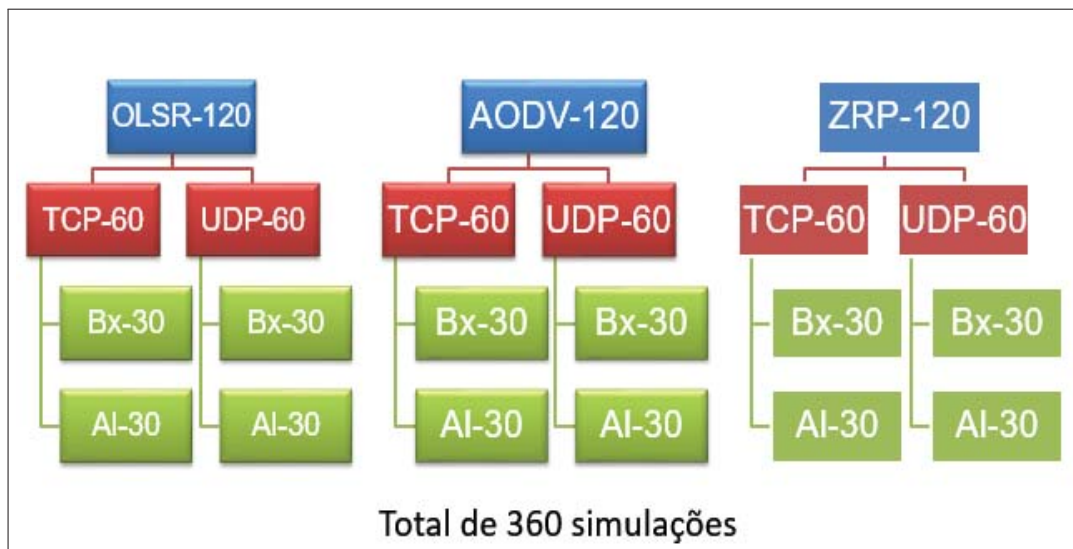 OLSR-120
AODV-120
ZRP-120
TCP-60
UDP-60
TCP-60
UDP-60
TCP-60
UDP-60
Bx-30
Bx-30
Bx-30
Bx-30
Bx-30
Bx-30
Al-30
Al-30
Al-30
Al-30
Al-30
Al-30
Total de 360 simulações